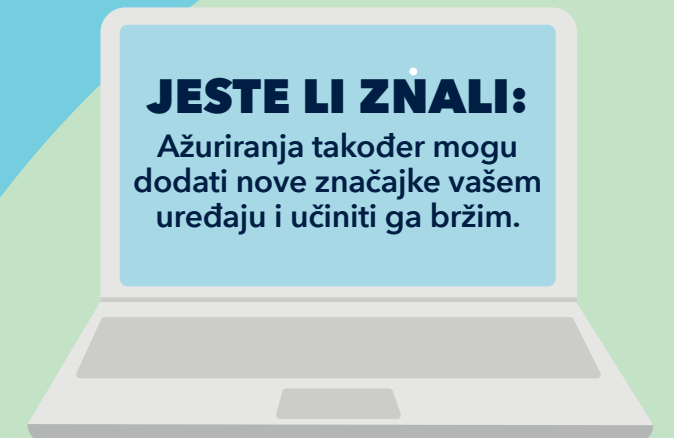 JESTE LI ZNALI:
Ažuriranja također mogu
dodati nove značajke vašem
uređaju i učiniti ga bržim.